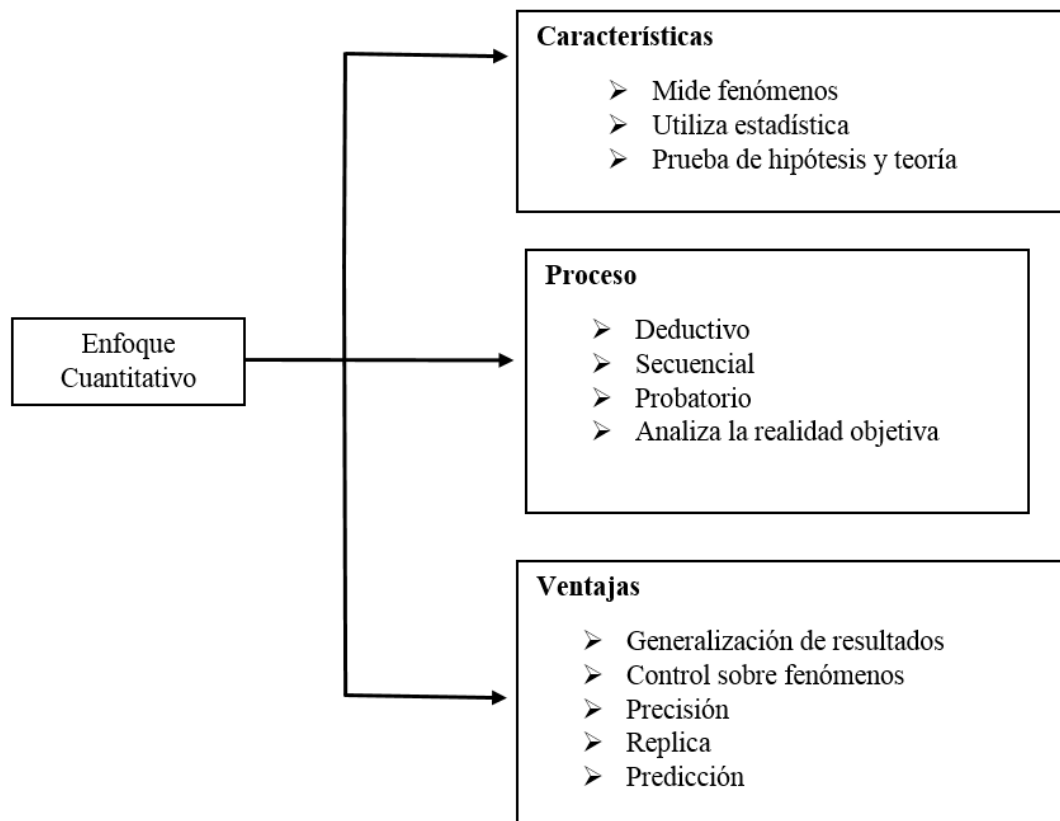 Enfoque
Cuantitativo
Característicias
Mide fenómenos
Utiliza estadística
Prueba de hipótesis y teoría
Proceso
Deductivo
Secuencial
Probatorio
Analiza la realidad objetiva
Ventajas
Generalización de resultados
Control sobre fenómenos
Precisión
Replica
Predicción